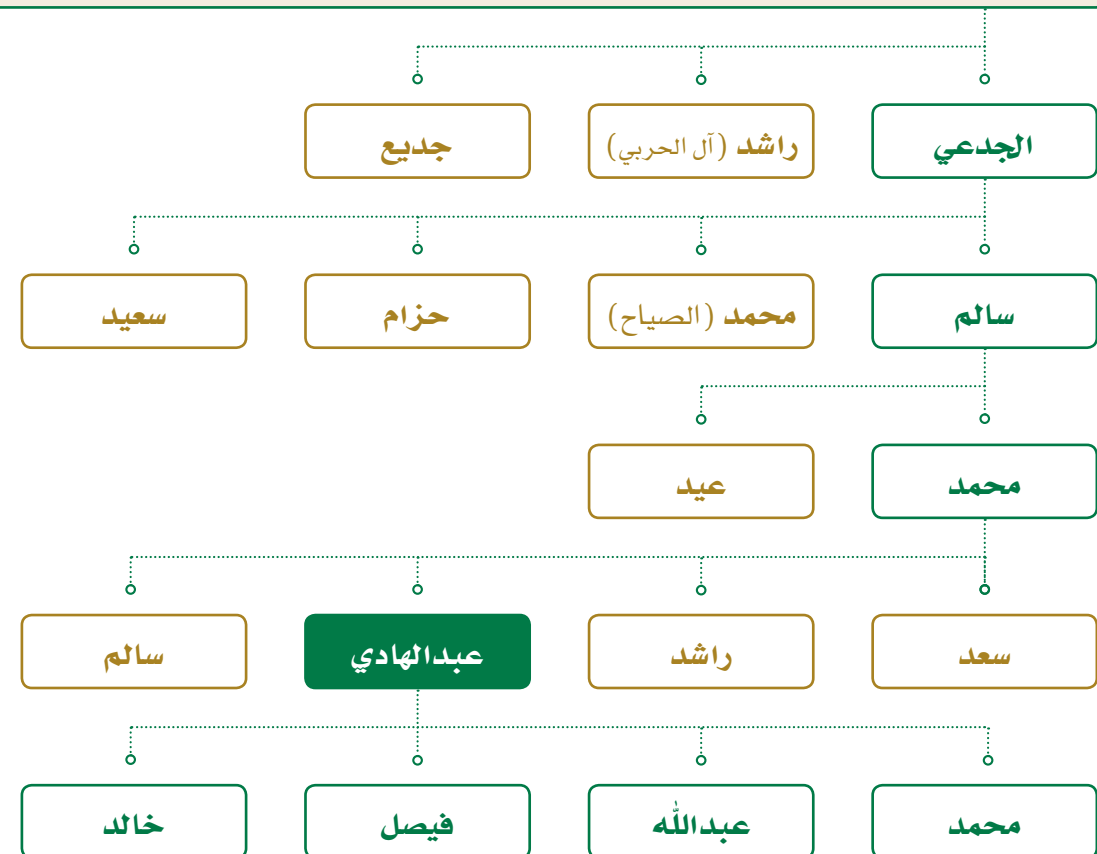 الجدعي
راشد (آل الحربي)
جديع
سالم
محمد (الصياح)
حزام
سعيد
محمد
عيد
سعد
راشد
عبدالهادي
سالم
محمد
عبدالله
فيصل
خالد